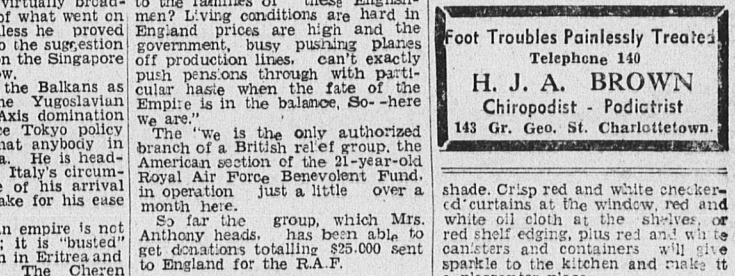 virtually broad-
of what went on
less he proved
o the suggestion
on the Singapore
w.
the Balkans as
he Yugoslavian
Axis domination
ce Tokyo policy
hat anybody in
a. He is head-
Italy's circum-
e of his arrival
ake for his ease
an empire is not
; it is "busted"
n in Eritrea and
The Cheren
to the families of these English-
men? Living conditions are hard in
England prices are high and the
government, busy pushing planes
off production lines, can't exactly
push pensions through with parti-
cular haste when the fate of the
Empire is in the balance, So--here
we are."
The "we is the only authorized
branch of a British relief group, the
American section of the 21-year-old
Royal Air Force Benevolent Fund,
in operation just a little over a
month here.
So far the group, which Mrs.
Anthony heads, has been able to
get donations totalling $25.000 sent
to England for the R.A.F.
Foot Troubles Painlessly Treated
Telephone 140
H. J. A. BROWN
Chiropodist - Podiatrist
143 Gr. Geo. St. Charlottetown.
shade. Crisp red and white checker-
ed curtains at the window, red and
white oil cloth at the shelves, or
red shelf edging, plus red and white
canisters and containers will give
sparkle to the kitchen and make it